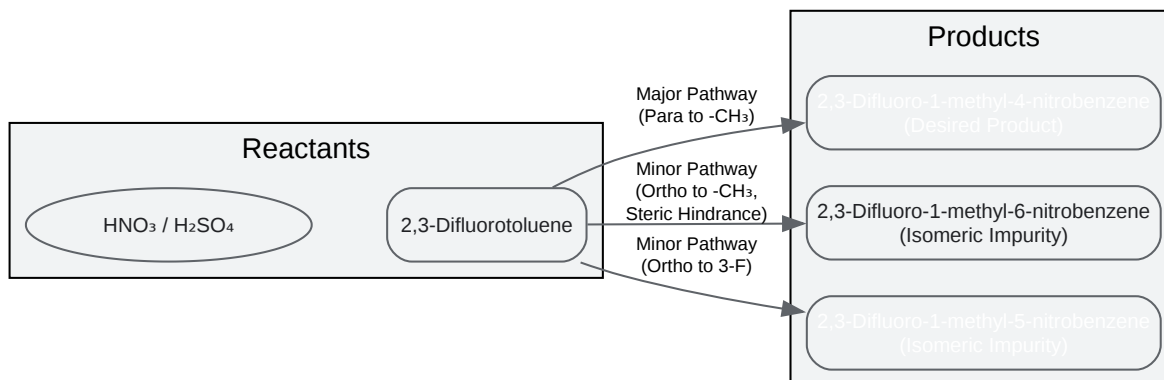 Products
Major Pathway
(Para to -CH₃)
2,3-Difluoro-1-methyl-4-nitrobenzene
(Desired Product)
Reactants
HNO₃ / H₂SO₄
2,3-Difluorotoluene
Minor Pathway
(Ortho to -CH₃,
Steric Hindrance)
2,3-Difluoro-1-methyl-6-nitrobenzene
(Isomeric Impurity)
Minor Pathway
(Ortho to 3-F)
2,3-Difluoro-1-methyl-5-nitrobenzene
(Isomeric Impurity)